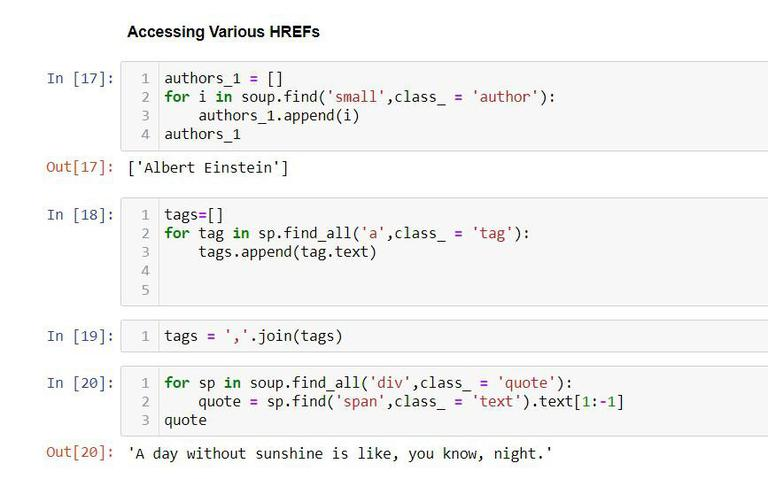 Accessing Various HREFs
In [17]:
1 authors_1 = []
2 for i in soup.find('small',class_ = 'author'):
3     authors_1.append(i)
4 authors_1
Out[17]: ['Albert Einstein']
In [18]:
1 tags=[]
2 for tag in sp.find_all('a',class_ = 'tag'):
3     tags.append(tag.text)
4
5
In [19]:
1 tags = ','.join(tags)
In [20]:
1 for sp in soup.find_all('div',class_ = 'quote'):
2     quote = sp.find('span',class_ = 'text').text[1:-1]
3 quote
Out[20]: 'A day without sunshine is like, you know, night.'